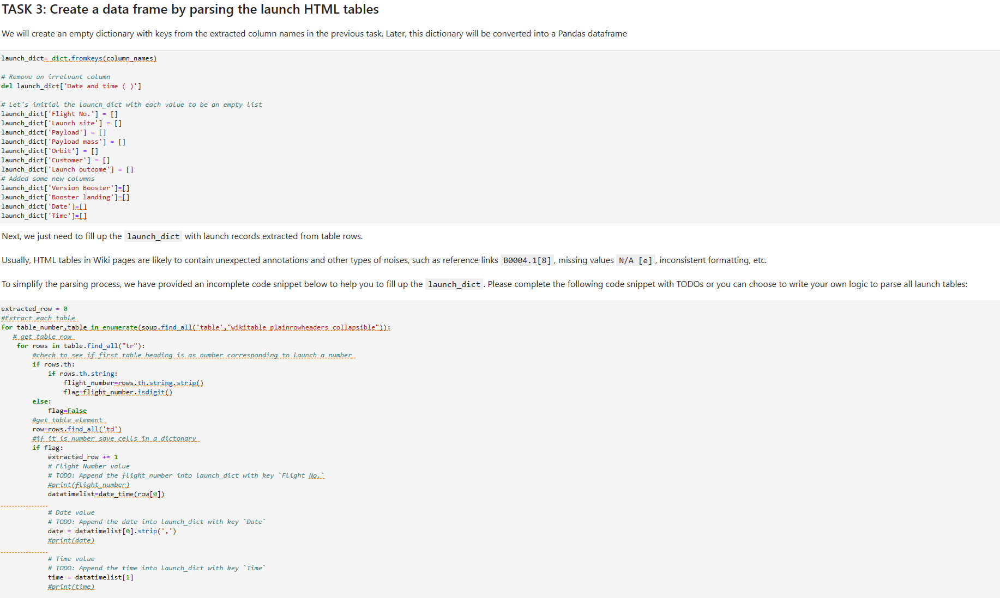 TASK 3: Create a data frame by parsing the launch HTML tables
We will create an empty dictionary with keys from the extracted column names in the previous task. Later, this dictionary will be converted into a Pandas dataframe
launch_dict= dict.fromkeys(column_names)
# Remove an irrelvant column
del launch_dict['Date and time ( )']
# Let's initial the launch_dict with each value to be an empty list
launch_dict['Flight No.'] = []
launch_dict['Launch site'] = []
launch_dict['Payload'] = []
launch_dict['Payload mass'] = []
launch_dict['Orbit'] = []
launch_dict['Customer'] = []
launch_dict['Launch outcome'] = []
# Added some new columns
launch_dict['Version Booster']=[]
launch_dict['Booster landing']=[]
launch_dict['Date']=[]
launch_dict['Time']=[]
Next, we just need to fill up the launch_dict with launch records extracted from table rows.
Usually, HTML tables in Wiki pages are likely to contain unexpected annotations and other types of noises, such as reference links B0004.1[8], missing values N/A [e], inconsistent formatting, etc.
To simplify the parsing process, we have provided an incomplete code snippet below to help you to fill up the launch_dict. Please complete the following code snippet with TODOs or you can choose to write your own logic to parse all launch tables:
extracted_row = 0
#Extract each table
for table_number,table in enumerate(soup.find_all('table',"wikitable plainrowheaders collapsible")):
   # get table row
    for rows in table.find_all("tr"):
        #check to see if first table heading is as number corresponding to launch a number
        if rows.th:
            if rows.th.string:
                flight_number=rows.th.string.strip()
                flag=flight_number.isdigit()
        else:
            flag=False
        #get table element
        row=rows.find_all('td')
        #if it is number save cells in a dictonary
        if flag:
            extracted_row += 1
            # Flight Number value
            # TODO: Append the flight_number into launch_dict with key `Flight No.`
            #print(flight_number)
            datatimelist=date_time(row[0])
            # Date value
            # TODO: Append the date into launch_dict with key `Date`
            date = datatimelist[0].strip(',')
            #print(date)
            # Time value
            # TODO: Append the time into launch_dict with key `Time`
            time = datatimelist[1]
            #print(time)